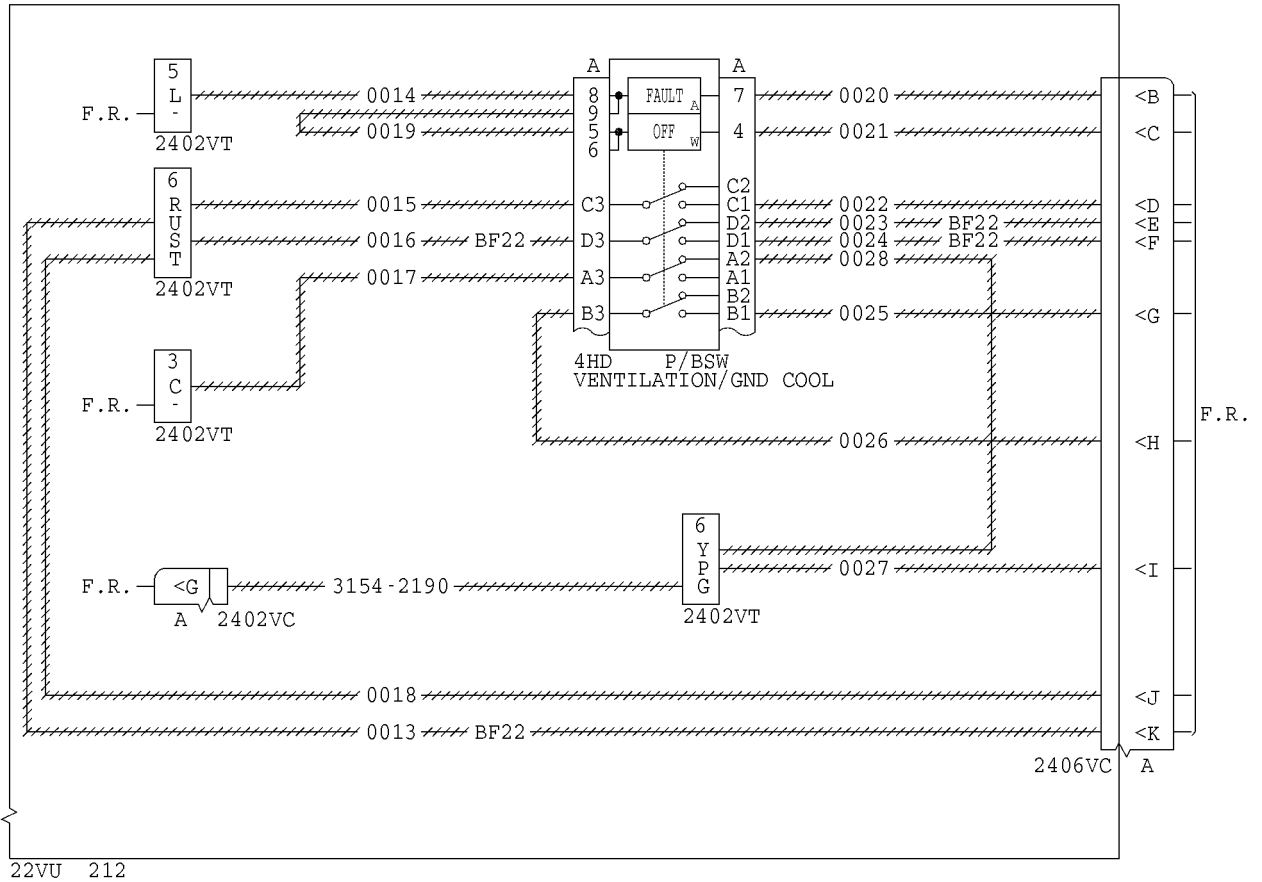 5
L
-
F.R.
2402VT
0014
0019
A
8
9
5
6
FAULT
A
OFF
W
A
7
4
0020
0021
<B
<C
6
R
U
S
T
2402VT
0015
0016 BF22
0017
C3
D3
A3
B3
C2
C1
D2
D1
A2
A1
B2
B1
0022
0023 BF22
0024 BF22
0028
0025
<D
<E
<F
<G
4HD P/BSW
VENTILATION/GND COOL
3
C
-
F.R.
2402VT
0026
<H
F.R.
6
Y
P
G
2402VT
0027
<I
F.R.
<G
A 2402VC
3154-2190
0018
<J
0013 BF22
<K
2406VC A
22VU 212